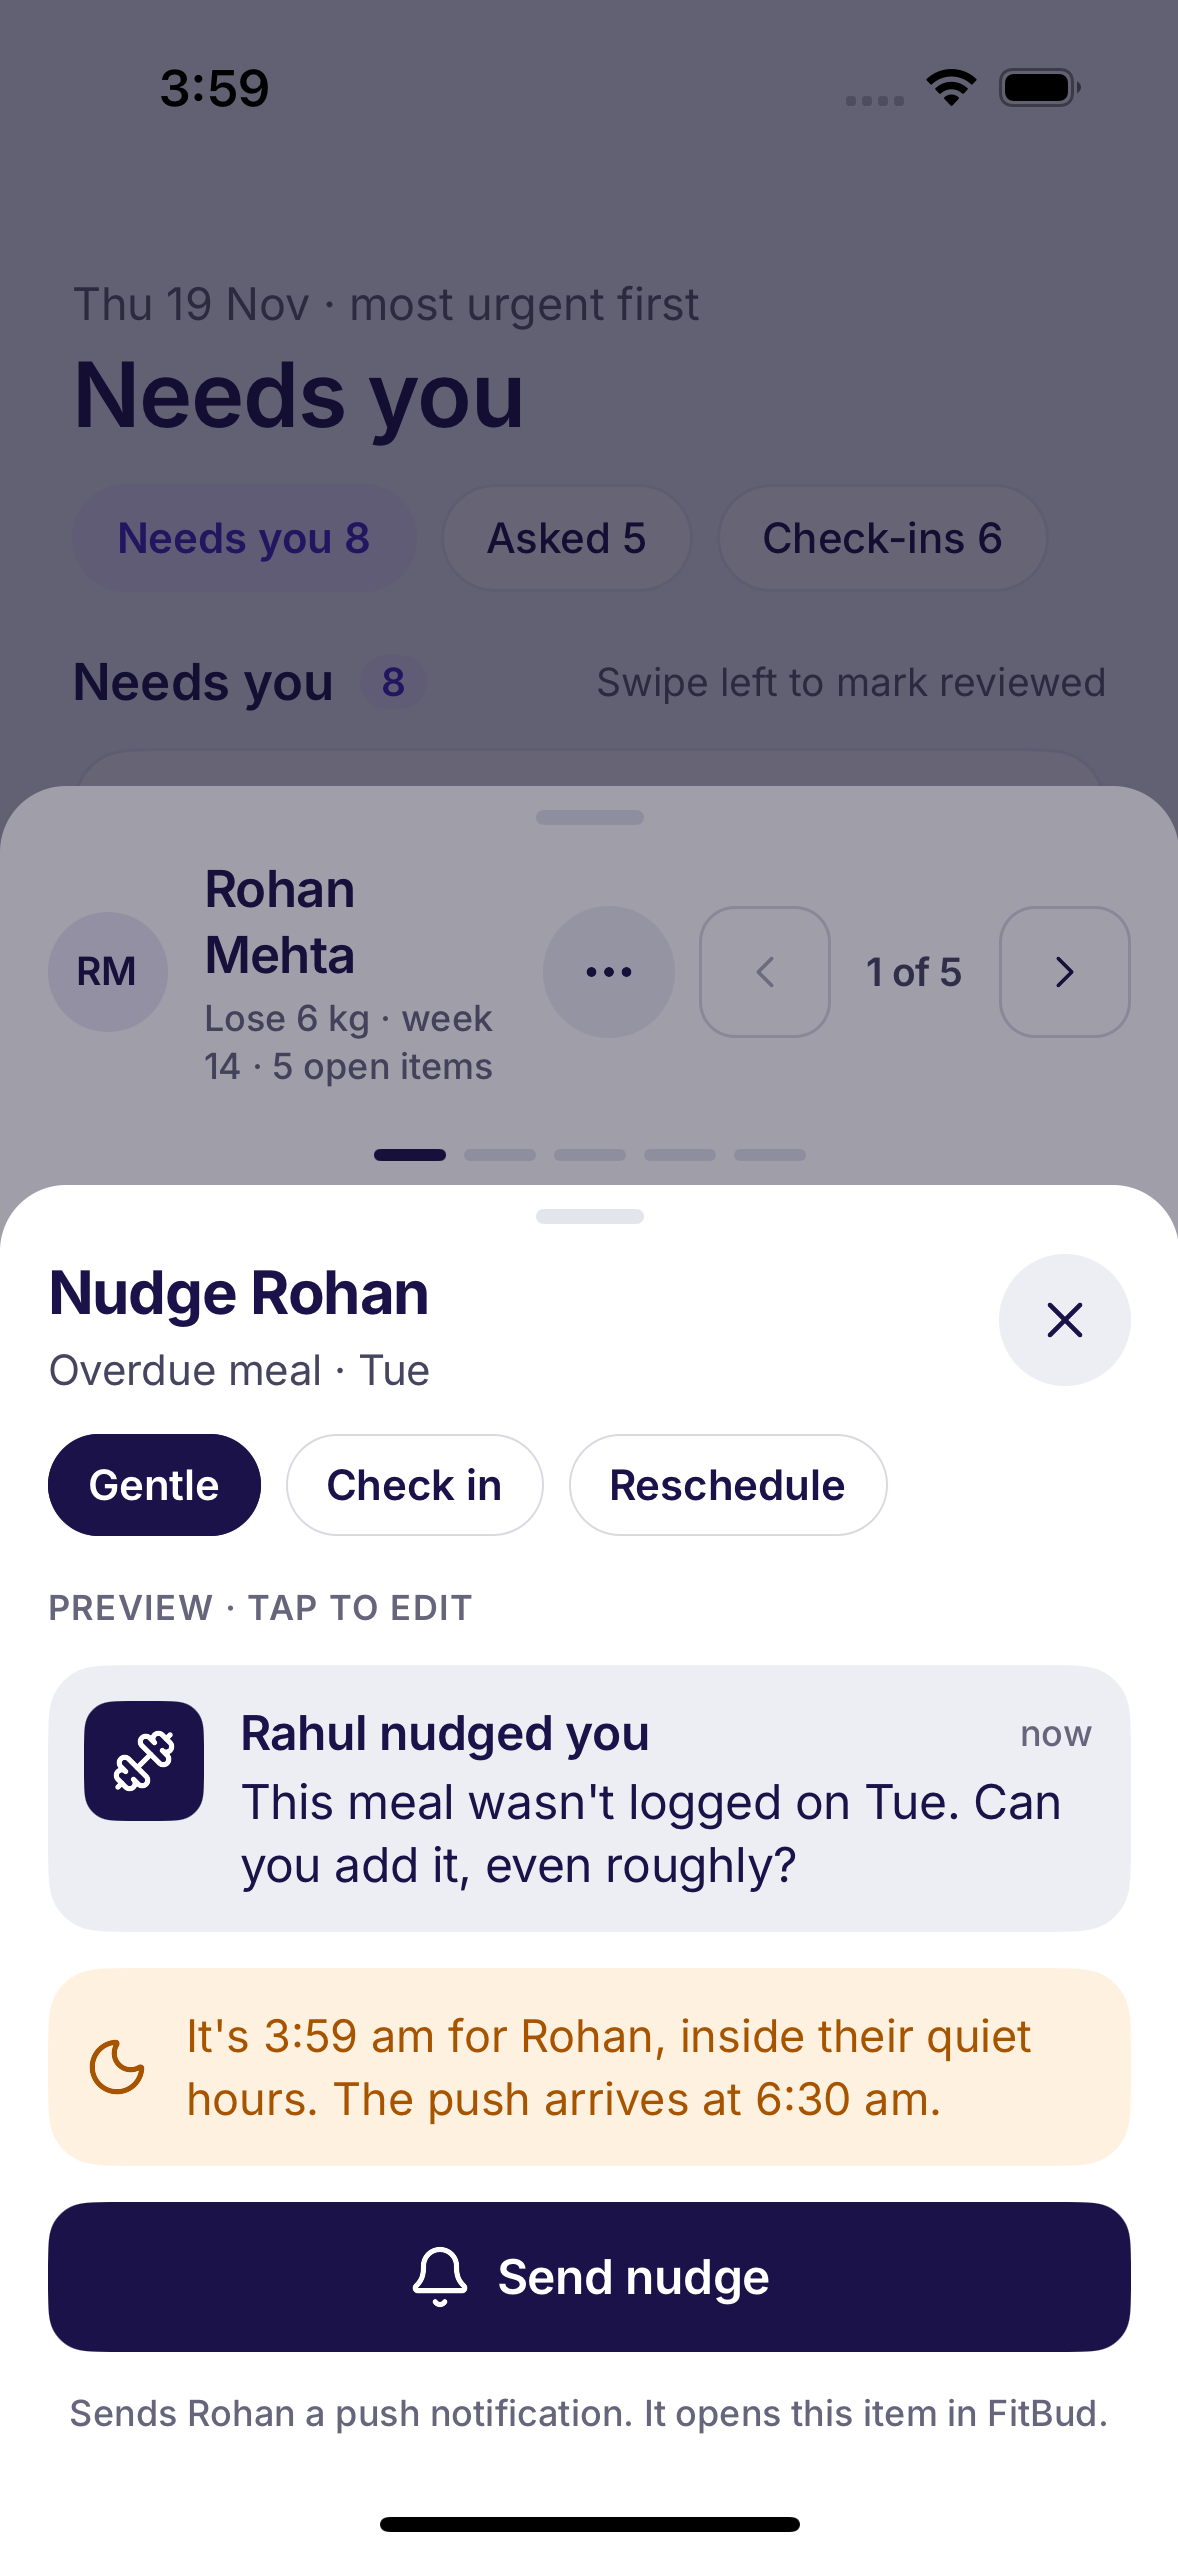 3:59
Thu 19 Nov · most urgent first
Needs you
Needs you 8
Asked 5
Check-ins 6
Needs you 8
Swipe left to mark reviewed
RM
Rohan
Mehta
Lose 6 kg · week
14 · 5 open items
1 of 5
Nudge Rohan
Overdue meal · Tue
Gentle
Check in
Reschedule
PREVIEW · TAP TO EDIT
Rahul nudged you
now
This meal wasn't logged on Tue. Can
you add it, even roughly?
It's 3:59 am for Rohan, inside their quiet
hours. The push arrives at 6:30 am.
Send nudge
Sends Rohan a push notification. It opens this item in FitBud.